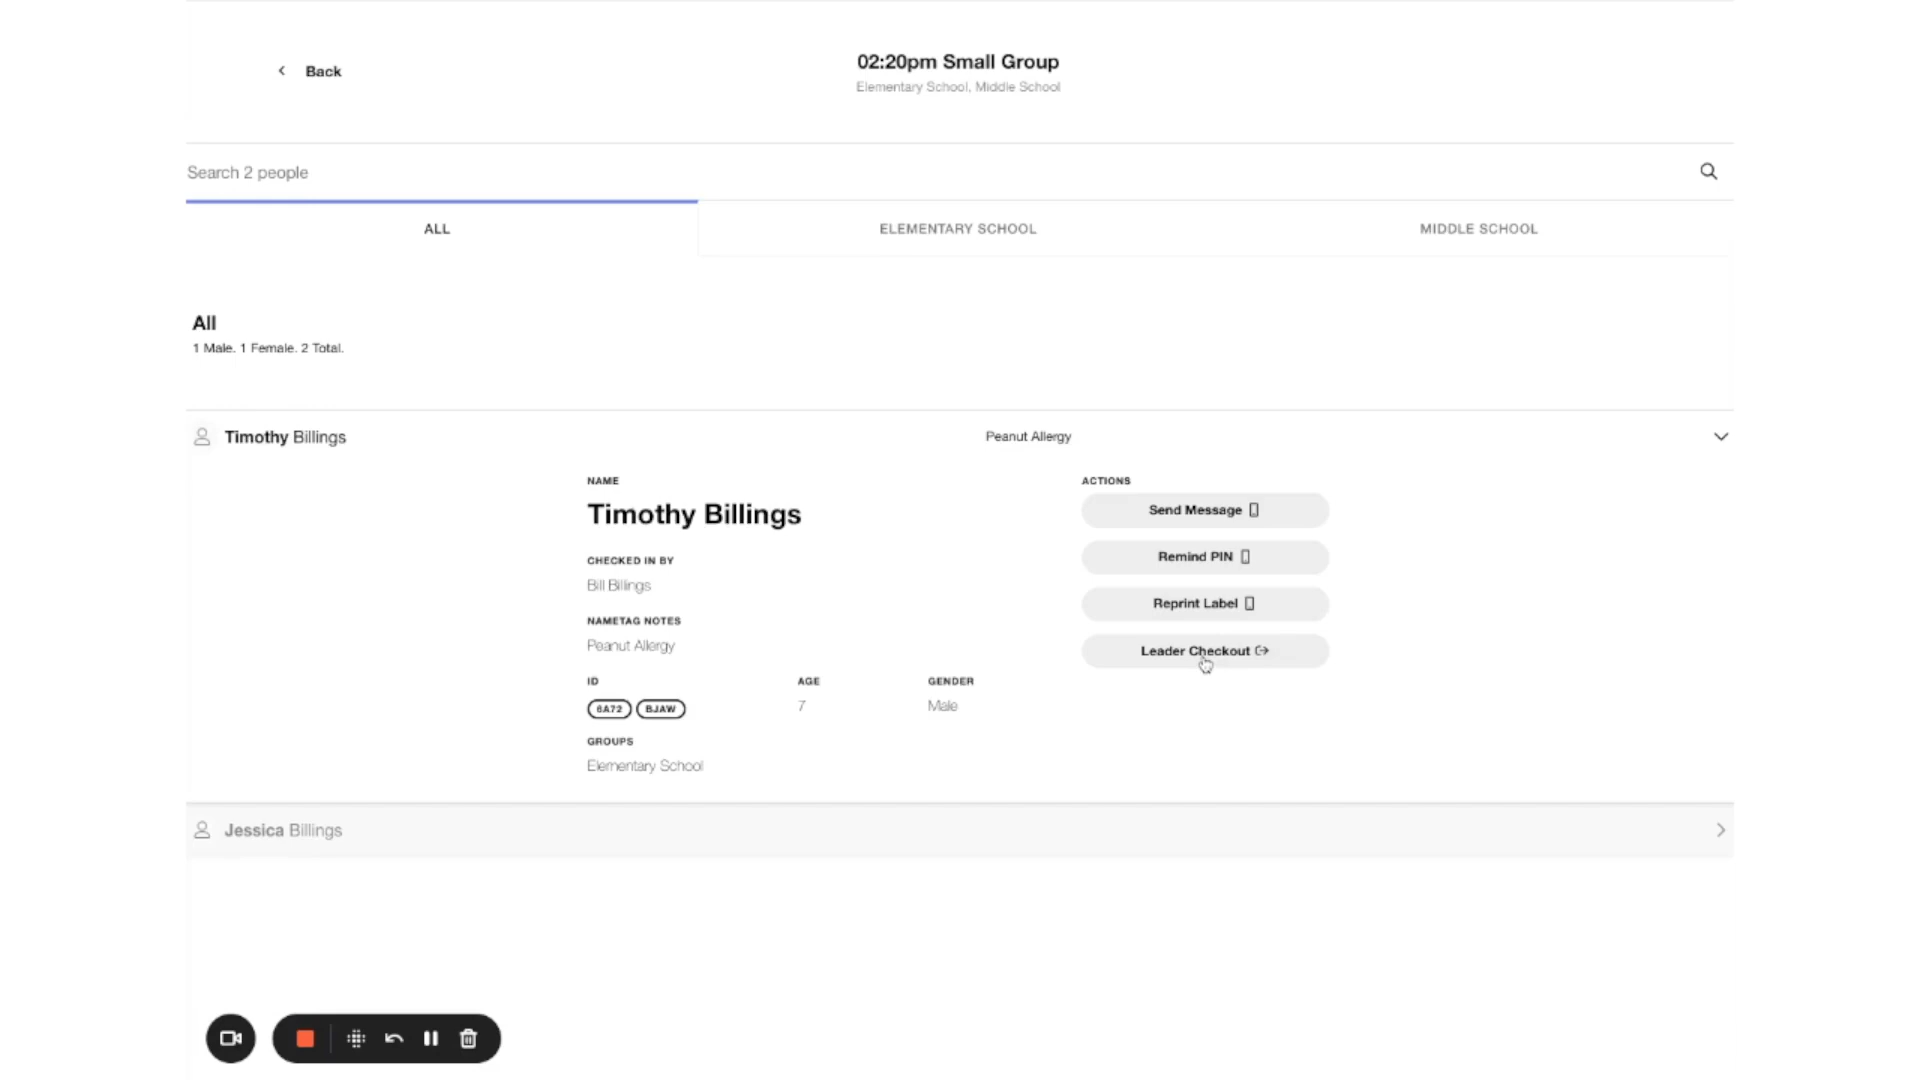 Back
02:20pm Small Group
Elementary School, Middle School
Search 2 people
ALL
ELEMENTARY SCHOOL
MIDDLE SCHOOL
All
1 Male. 1 Female. 2 Total.
Timothy Billings
Peanut Allergy
NAME
Timothy Billings
CHECKED IN BY
Bill Billings
NAMETAG NOTES
Peanut Allergy
ID
AGE
GENDER
6A72 BJAW
7
Male
GROUPS
Elementary School
ACTIONS
Send Message
Remind PIN
Reprint Label
Leader Checkout
Jessica Billings